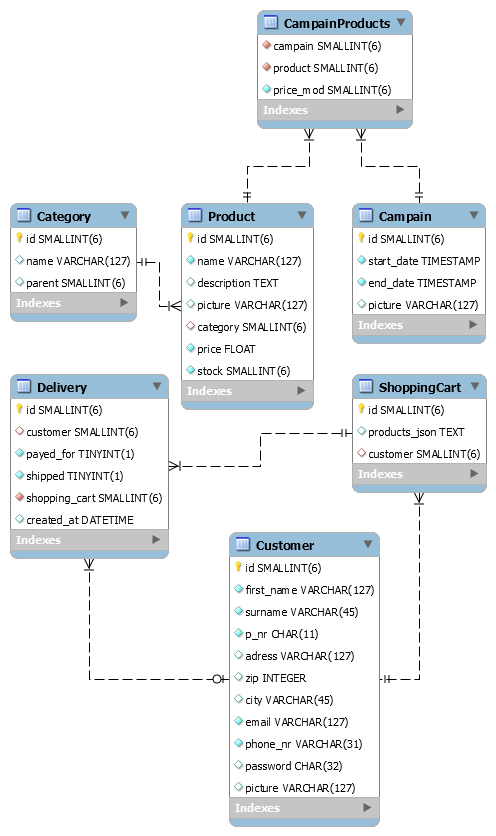 CampainProducts
campain SMALLINT(6)
product SMALLINT(6)
price_mod SMALLINT(6)
Indexes
Category
id SMALLINT(6)
name VARCHAR(127)
parent SMALLINT(6)
Indexes
Product
id SMALLINT(6)
name VARCHAR(127)
description TEXT
picture VARCHAR(127)
category SMALLINT(6)
price FLOAT
stock SMALLINT(6)
Indexes
Campain
id SMALLINT(6)
start_date TIMESTAMP
end_date TIMESTAMP
picture VARCHAR(127)
Indexes
Delivery
id SMALLINT(6)
customer SMALLINT(6)
payed_for TINYINT(1)
shipped TINYINT(1)
shopping_cart SMALLINT(6)
created_at DATETIME
Indexes
ShoppingCart
id SMALLINT(6)
products_json TEXT
customer SMALLINT(6)
Indexes
Customer
id SMALLINT(6)
first_name VARCHAR(127)
surname VARCHAR(45)
p_nr CHAR(11)
adress VARCHAR(127)
zip INTEGER
city VARCHAR(45)
email VARCHAR(127)
phone_nr VARCHAR(31)
password CHAR(32)
picture VARCHAR(127)
Indexes